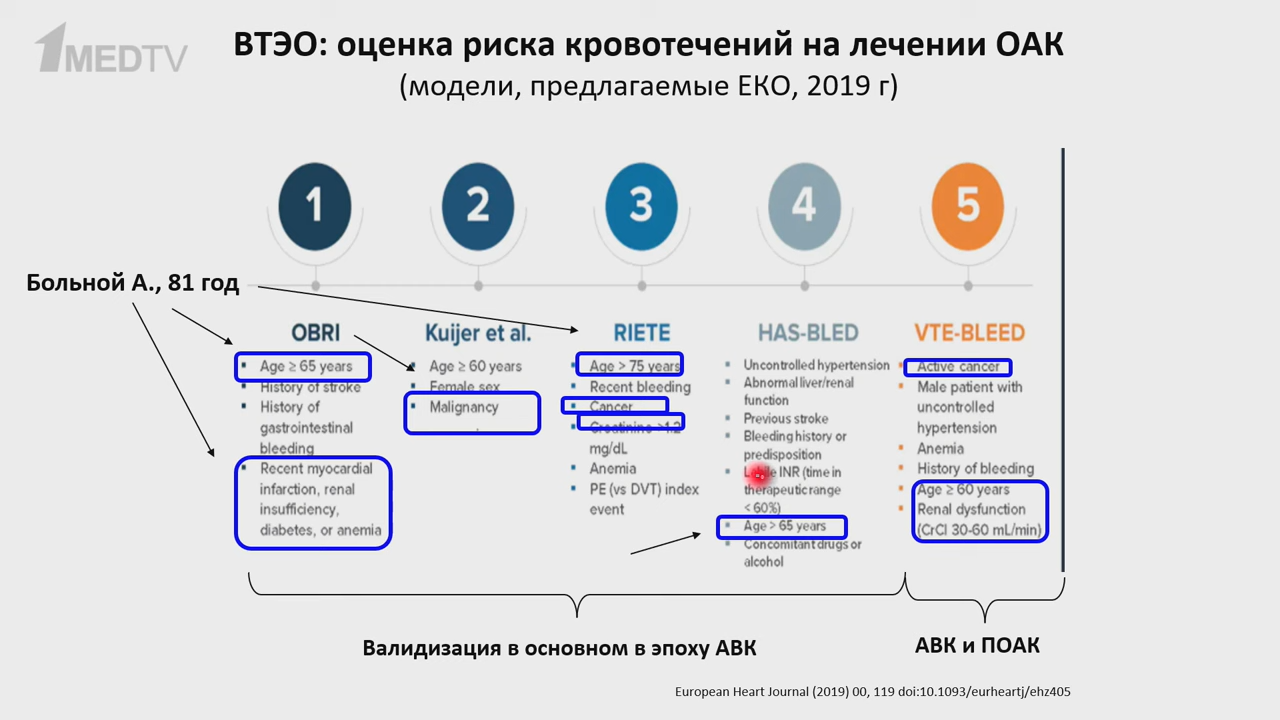 1MEDTV
ВТЭО: оценка риска кровотечений на лечении ОАК
(модели, предлагаемые ЕКО, 2019 г)
1
2
3
4
5
Больной А., 81 год
OBRI
Age ≥ 65 years
History of stroke
History of
gastrointestinal
bleeding
Recent myocardial
infarction, renal
insufficiency,
diabetes, or anemia
Kuijer et al.
Age ≥ 60 years
Female sex
Malignancy
RIETE
Age > 75 years
Recent bleeding
Cancer
Creatinine >1.2
mg/dL
Anemia
PE (vs DVT) index
event
HAS-BLED
Uncontrolled hypertension
Abnormal liver/renal
function
Previous stroke
Bleeding history or
predisposition
Labile INR (time in
therapeutic range
< 60%)
Age > 65 years
Concomitant drugs or
alcohol
VTE-BLEED
Active cancer
Male patient with
uncontrolled
hypertension
Anemia
History of bleeding
Age ≥ 60 years
Renal dysfunction
(CrCl 30-60 mL/min)
Валидизация в основном в эпоху АВК
АВК и ПОАК
European Heart Journal (2019) 00, 119 doi:10.1093/eurheartj/ehz405